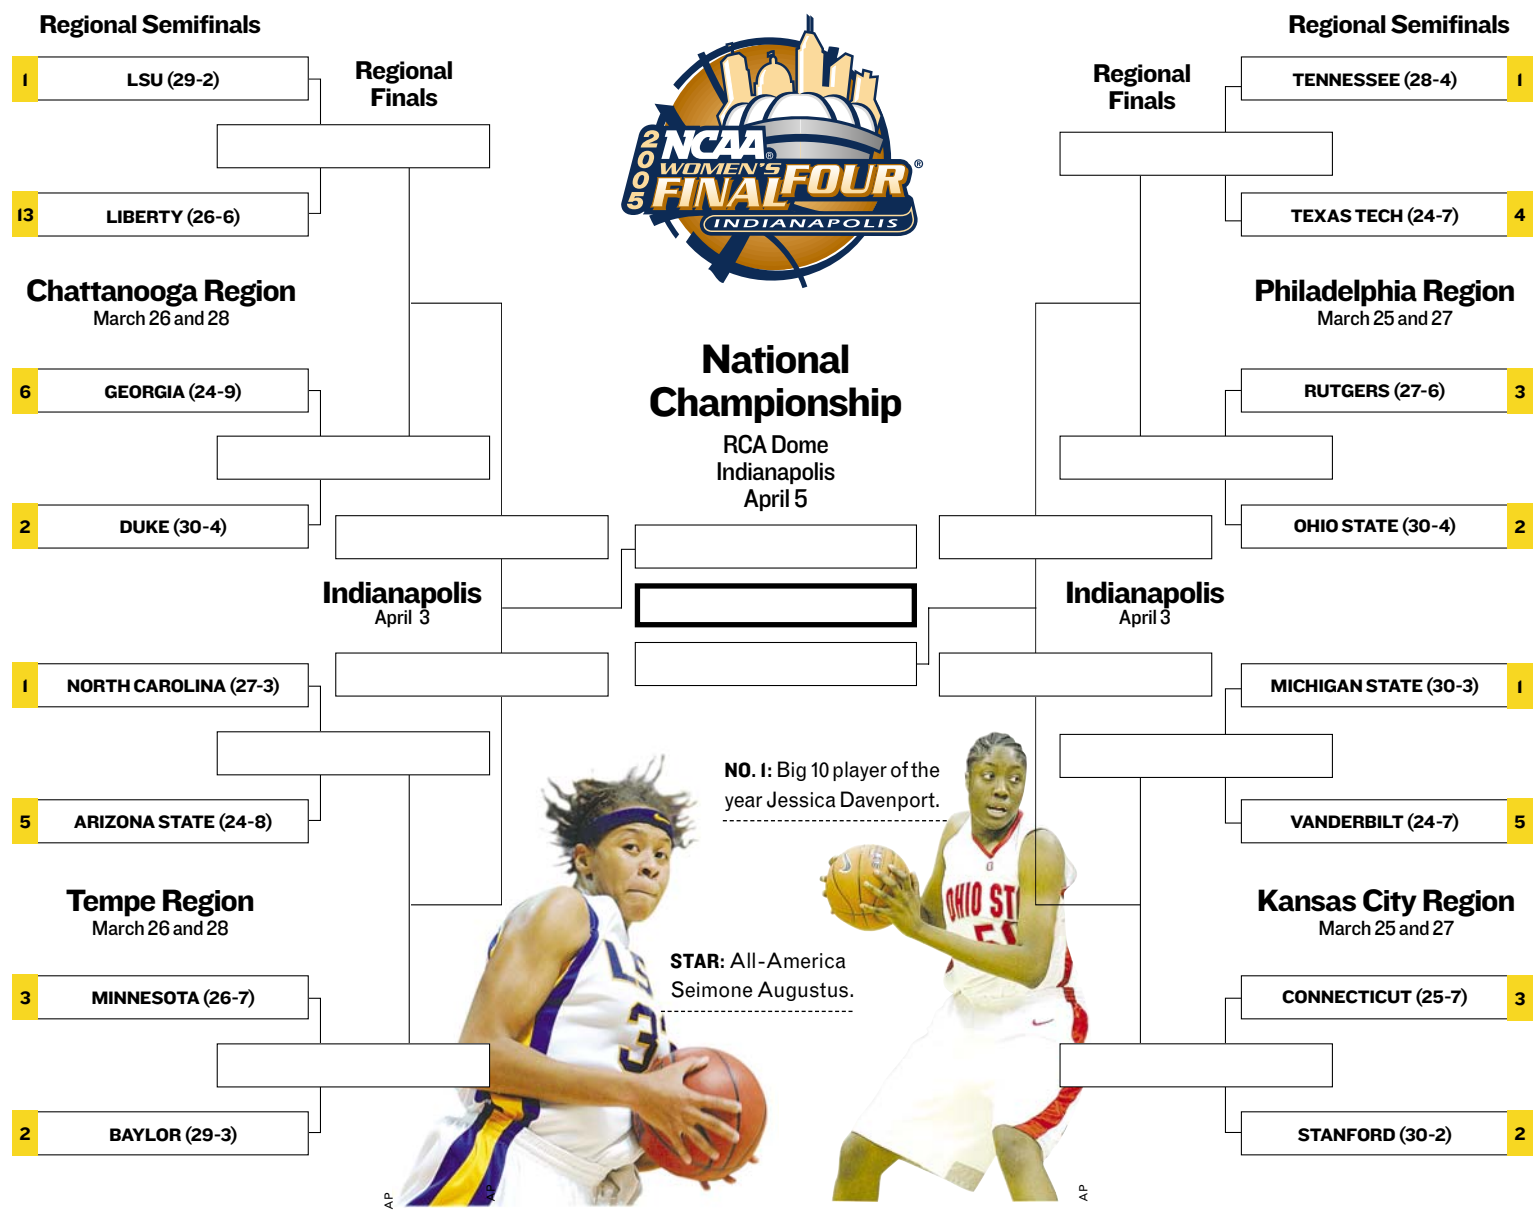 Regional Semifinals
1 LSU (29-2)
Regional
Finals
13 LIBERTY (26-6)
Chattanooga Region
March 26 and 28
6 GEORGIA (24-9)
2 DUKE (30-4)
Indianapolis
April 3
1 NORTH CAROLINA (27-3)
5 ARIZONA STATE (24-8)
Tempe Region
March 26 and 28
3 MINNESOTA (26-7)
2 BAYLOR (29-3)
2005
NCAA®
WOMEN'S
FINAL FOUR®
INDIANAPOLIS
National
Championship
RCA Dome
Indianapolis
April 5
NO. 1: Big 10 player of the
year Jessica Davenport.
STAR: All-America
Seimone Augustus.
LS
3
OHIO ST
AP
AP
AP
Regional Semifinals
TENNESSEE (28-4) 1
Regional
Finals
TEXAS TECH (24-7) 4
Philadelphia Region
March 25 and 27
RUTGERS (27-6) 3
OHIO STATE (30-4) 2
Indianapolis
April 3
MICHIGAN STATE (30-3) 1
VANDERBILT (24-7) 5
Kansas City Region
March 25 and 27
CONNECTICUT (25-7) 3
STANFORD (30-2) 2